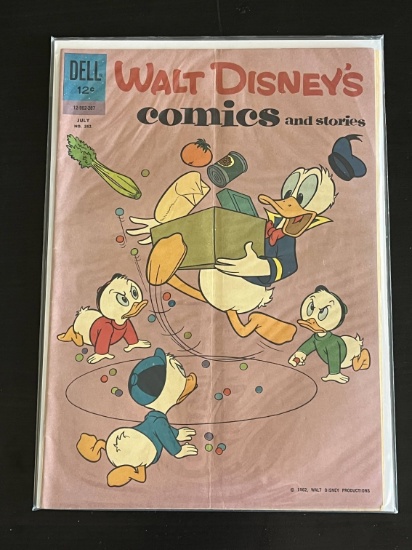 DELL
12¢
JULY
WALT DISNEY'S
comics and stories
© 1962, WALT DISNEY PRODUCTIONS